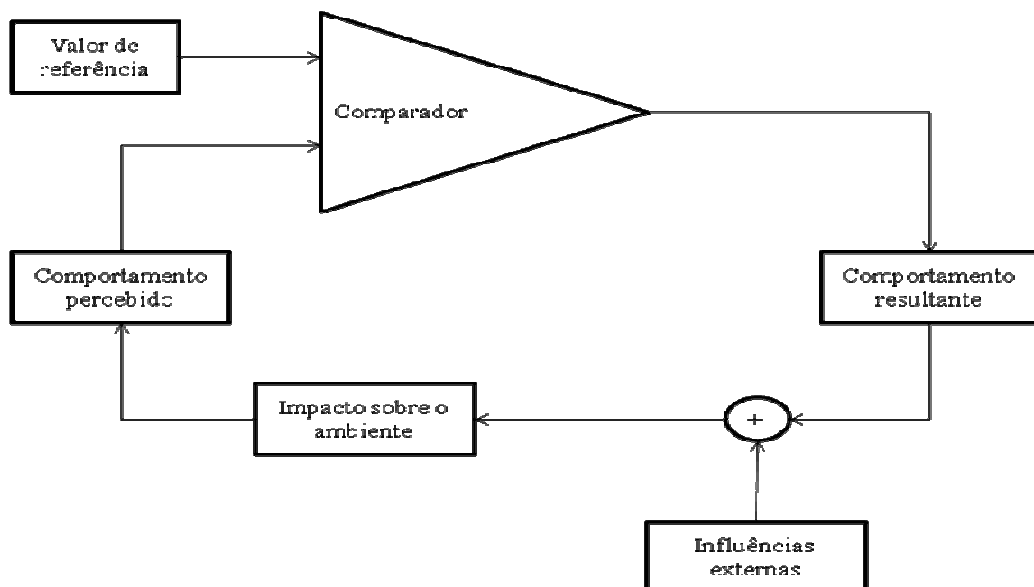 Valor de
referência
Comparador
Comportamento
percebido
Comportamento
resultante
Impacto sobre o
ambiente
+
Influências
externas